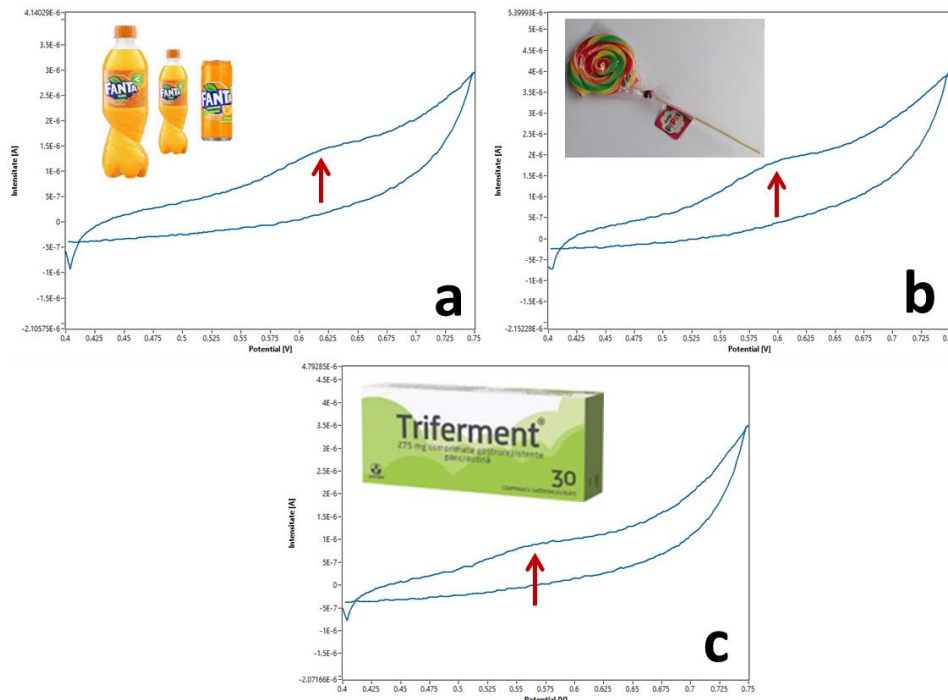 4.14029E-6
3.5E-6
3E-6
2.5E-6
2E-6
1.5E-6
1E-6
5E-7
0
-5E-7
-1E-6
-1.5E-6
-2.10575E-6
Intensitate [A]
0.4 0.425 0.45 0.475 0.5 0.525 0.55 0.575 0.6 0.625 0.65 0.675 0.7 0.725 0.75
Potential [V]
FANTA
FANTA
FANTA
a
5.39993E-6
4.5E-6
4E-6
3.5E-6
3E-6
2.5E-6
2E-6
1.5E-6
1E-6
5E-7
0
-5E-7
-1E-6
-1.5E-6
-2.15228E-6
Intensitate [A]
0.4 0.425 0.45 0.475 0.5 0.525 0.55 0.575 0.6 0.625 0.65 0.675 0.7 0.725
Potential [V]
b
4.79285E-6
4.5E-6
4E-6
3.5E-6
3E-6
2.5E-6
2E-6
1.5E-6
1E-6
5E-7
0
-5E-7
-1E-6
-1.5E-6
-2.07166E-6
Intensitate [A]
0.4 0.425 0.45 0.475 0.5 0.525 0.55 0.575 0.6 0.625 0.65 0.675 0.7 0.725 0.75
Potential [V]
Triferment®
275 mg comprimate gastrorezistente
pancreatină
30
c